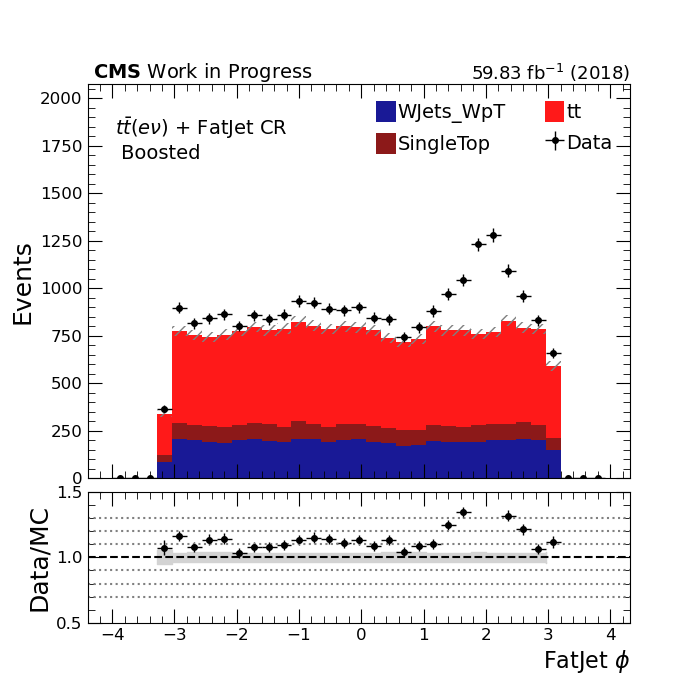 CMS Work in Progress 59.83 fb⁻¹ (2018)
tt̄(eν) + FatJet CR
Boosted
WJets_WpT tt
SingleTop Data
Events
2000
1750
1500
1250
1000
750
500
250
0
Data/MC
1.5
1.0
0.5
−4 −3 −2 −1 0 1 2 3 4
FatJet ϕ